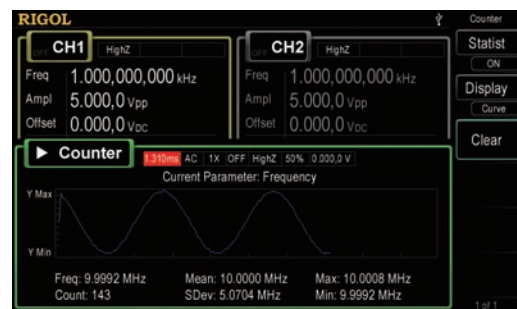 RIGOL
Counter
OFF CH1 HighZ
OFF CH2 HighZ
Statist
ON
Freq 1.000,000,000 kHz
Freq 1.000,000,000 kHz
Display
Curve
Ampl 5.000,0 Vpp
Ampl 5.000,0 Vpp
Offset 0.000,0 VDC
Offset 0.000,0 VDC
Clear
Counter 1.310ms AC 1X OFF HighZ 50% 0.000,0 V
Current Parameter: Frequency
Y Max
Y Min
Freq: 9.9992 MHz Mean: 10.0000 MHz Max: 10.0008 MHz
Count: 143 SDev: 5.0704 MHz Min: 9.9992 MHz
1 of 1